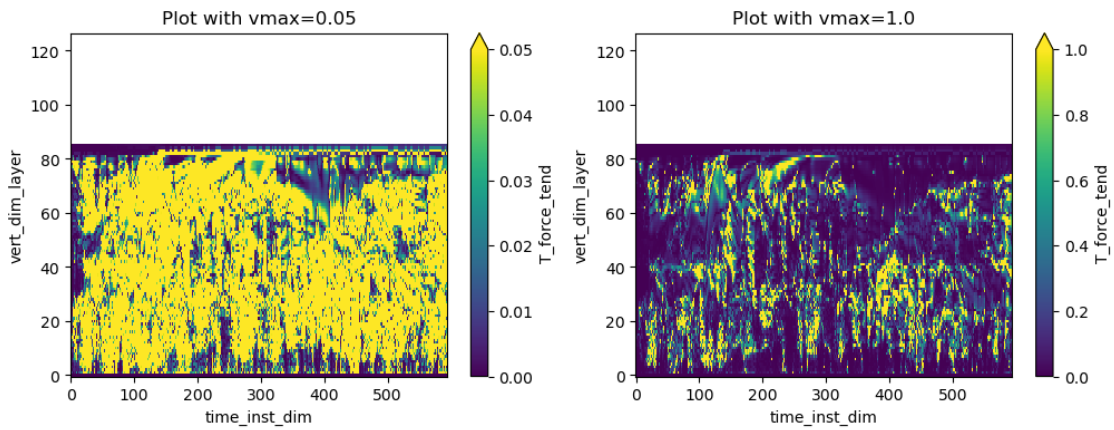 Plot with vmax=0.05
120
100
80
60
40
20
0
vert_dim_layer
0 100 200 300 400 500
time_inst_dim
0.05
0.04
0.03
0.02
0.01
0.00
T_force_tend
Plot with vmax=1.0
120
100
80
60
40
20
0
vert_dim_layer
0 100 200 300 400 500
time_inst_dim
1.0
0.8
0.6
0.4
0.2
0.0
T_force_tend